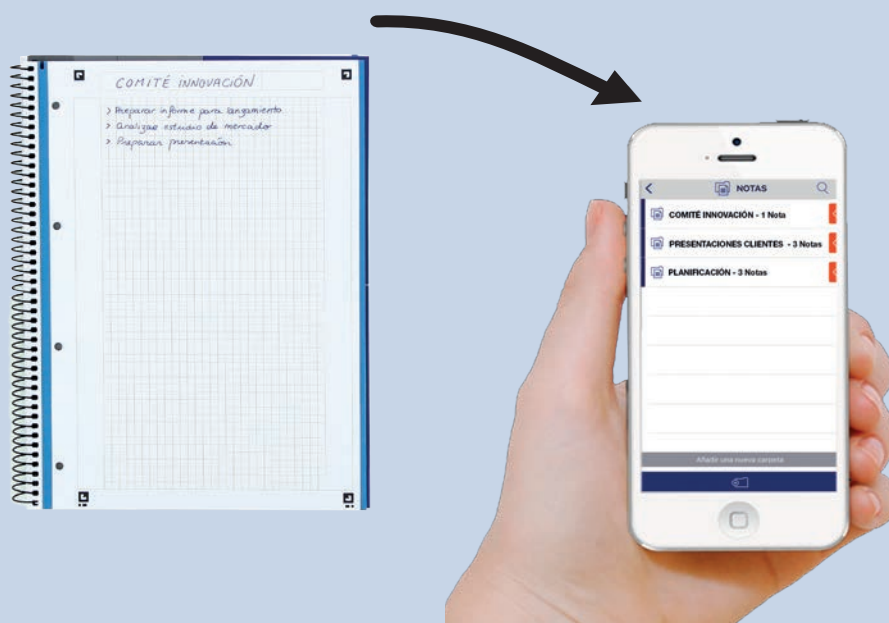 COMITÉ INNOVACIÓN
> Preparar informe para lanzamiento
> Analizar estudio de mercado
> Preparar presentación
NOTAS
COMITÉ INNOVACIÓN - 1 Nota
PRESENTACIONES CLIENTES - 3 Notas
PLANIFICACIÓN - 3 Notas
Añadir una nueva carpeta